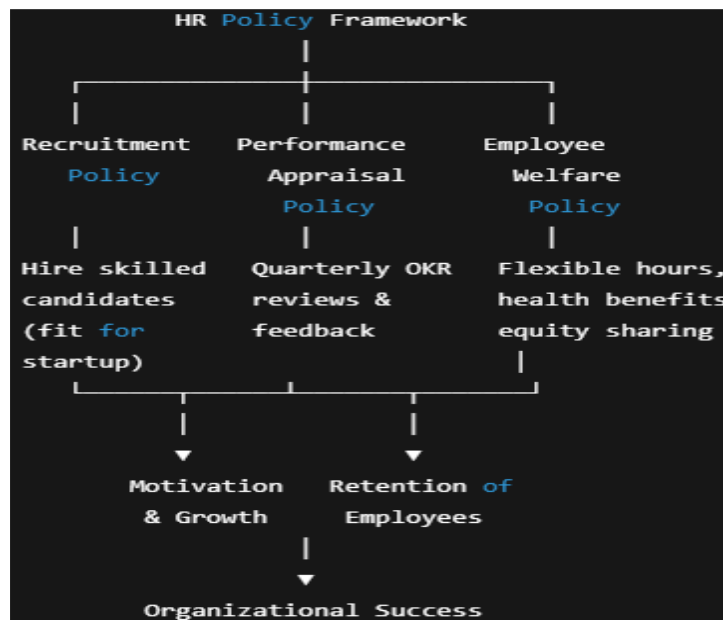 HR Policy Framework
Recruitment Performance Employee
Policy Appraisal Welfare
Policy Policy
Hire skilled Quarterly OKR Flexible hours,
candidates reviews & health benefits
(fit for feedback equity sharing
startup)
Motivation Retention of
& Growth Employees
Organizational Success